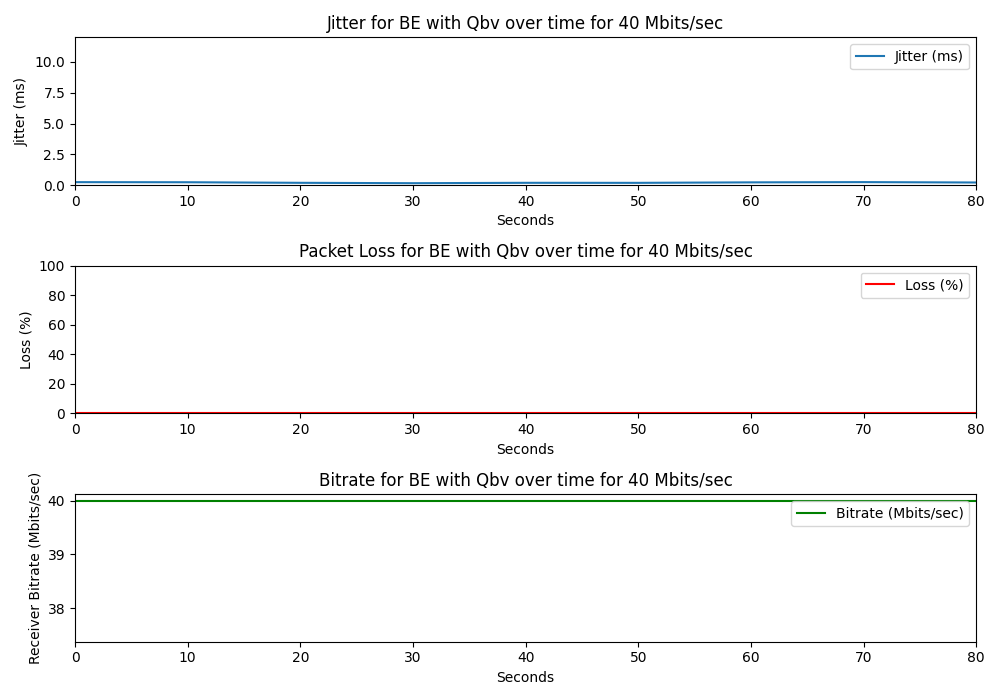 Jitter for BE with Qbv over time for 40 Mbits/sec
Jitter (ms)
10.0
7.5
5.0
2.5
0.0
Jitter (ms)
0 10 20 30 40 50 60 70 80
Seconds
Packet Loss for BE with Qbv over time for 40 Mbits/sec
Loss (%)
100
80
60
40
20
0
Loss (%)
0 10 20 30 40 50 60 70 80
Seconds
Bitrate for BE with Qbv over time for 40 Mbits/sec
Receiver Bitrate (Mbits/sec)
40
39
38
Bitrate (Mbits/sec)
0 10 20 30 40 50 60 70 80
Seconds